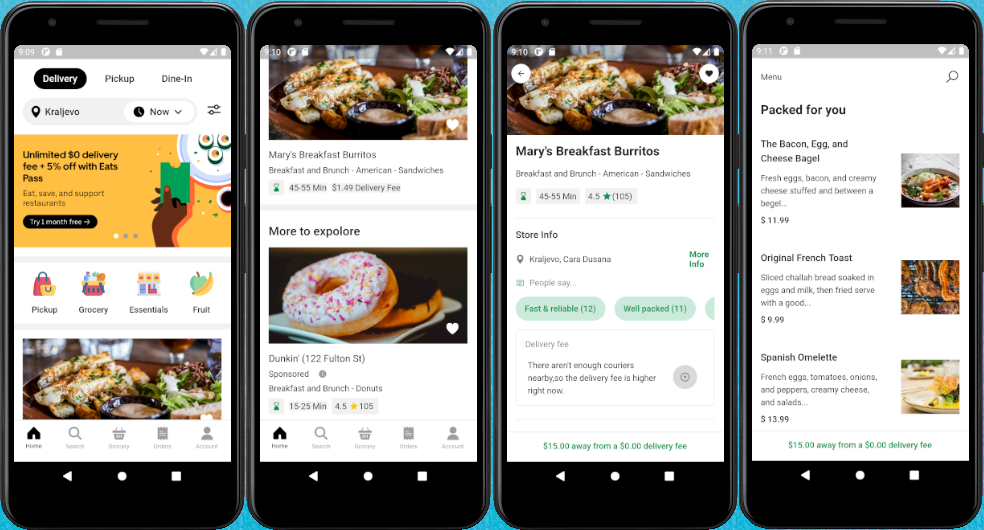 9:09
Delivery
Pickup
Dine-In
Kraljevo
Now
Unlimited $0 delivery
fee + 5% off with Eats
Pass
Eat, save, and support
restaurants
Try 1 month free →
Pickup
Grocery
Essentials
Fruit
Home
Search
Grocery
Orders
Account
9:10
Mary's Breakfast Burritos
Breakfast and Brunch - American - Sandwiches
45-55 Min
$1.49 Delivery Fee
More to expolore
Dunkin' (122 Fulton St)
Sponsored
Breakfast and Brunch - Donuts
15-25 Min
4.5 ★105
Home
Search
Grocery
Orders
Account
9:10
Mary's Breakfast Burritos
Breakfast and Brunch - American - Sandwiches
45-55 Min
4.5 ★(105)
Store Info
Kraljevo, Cara Dusana
More
Info
People say...
Fast & reliable (12)
Well packed (11)
Delivery fee
There aren't enough couriers
nearby,so the delivery fee is higher
right now.
$15.00 away from a $0.00 delivery fee
9:11
Menu
Packed for you
The Bacon, Egg, and
Cheese Bagel
Fresh eggs, bacon, and creamy
cheese stuffed and between a
begel...
$ 11.99
Original French Toast
Sliced challah bread soaked in
eggs and milk, then fried serve
with a good...
$ 9.99
Spanish Omelette
French eggs, tomatoes, onions,
and peppers, creamy cheese,
and salads...
$ 13.99
$15.00 away from a $0.00 delivery fee